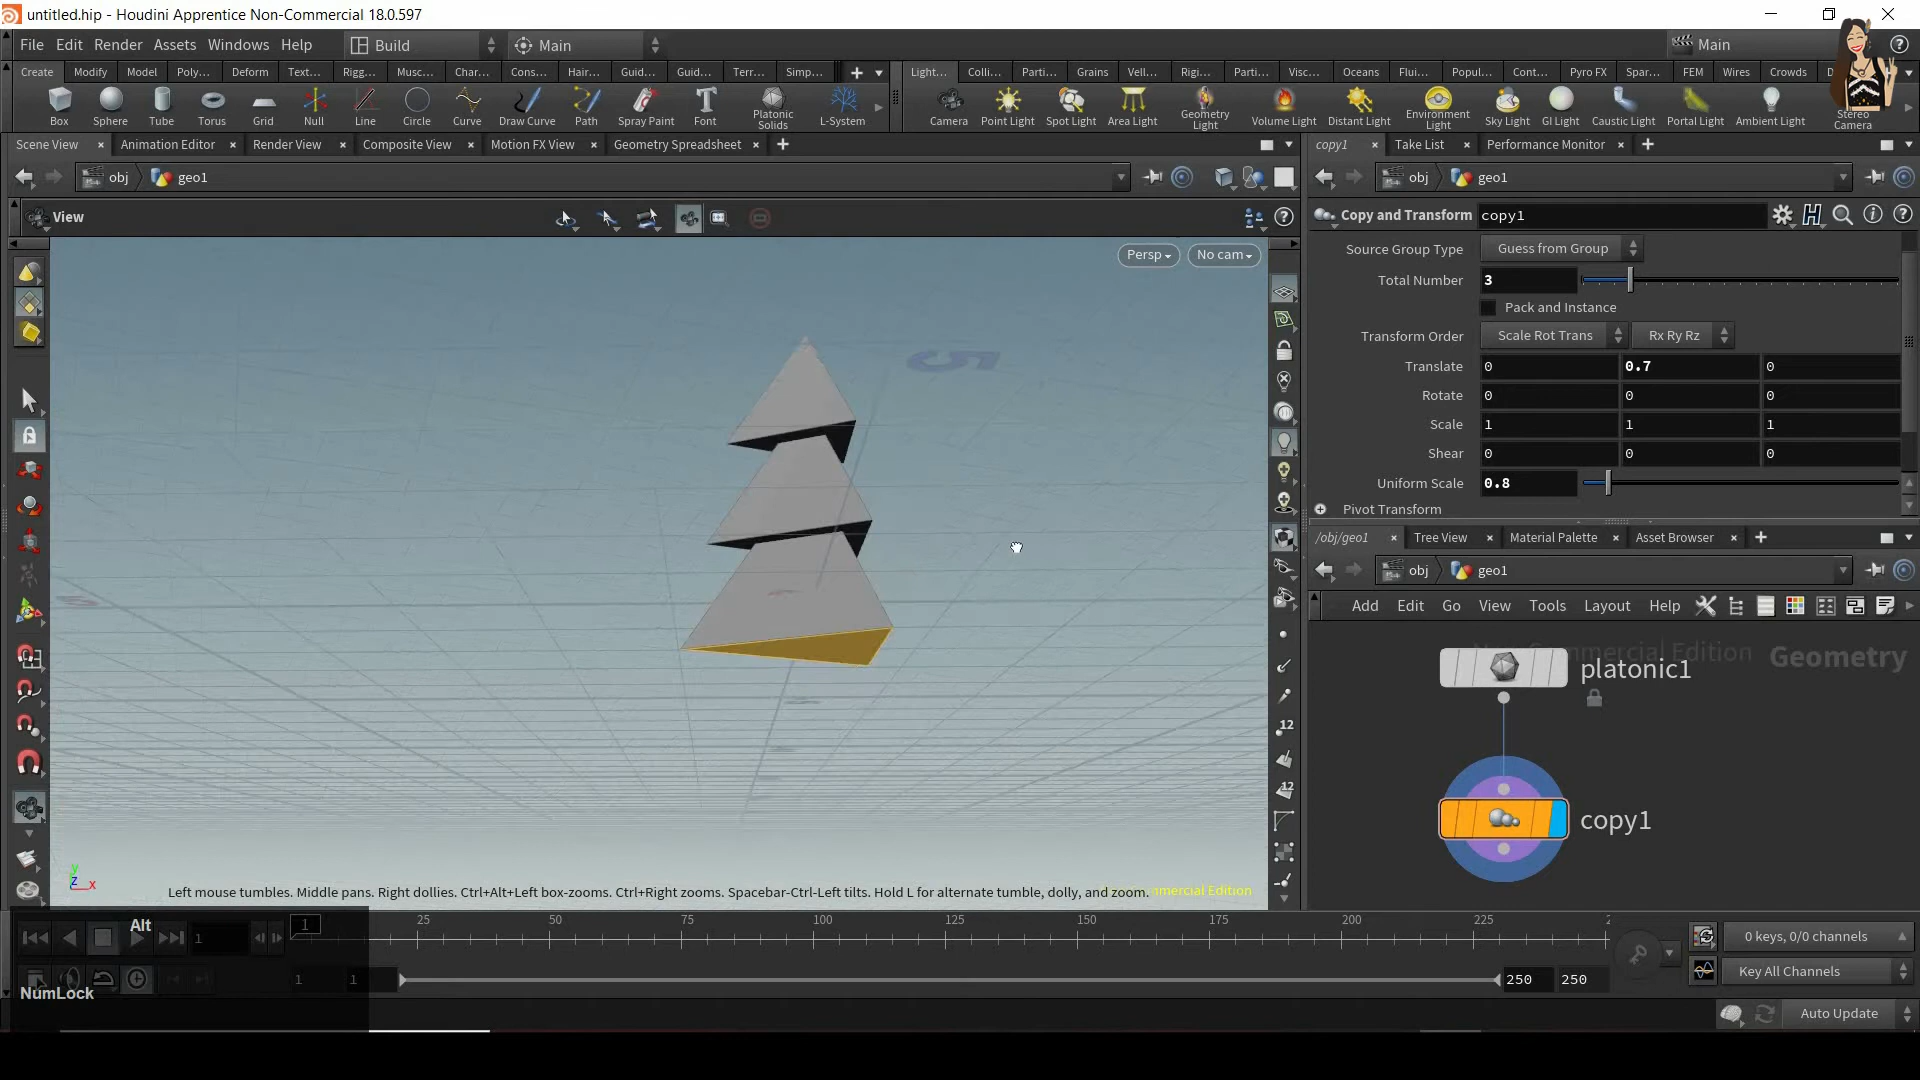 untitled.hip - Houdini Apprentice Non-Commercial 18.0.597
File Edit Render Assets Windows Help Build Main Main
Create Modify Model Poly... Deform Text... Rigg... Musc... Char... Cons... Hair... Guid... Guid... Terr... Simp... Light... Colli... Parti... Grains Vell... Rigi... Parti... Visc... Oceans Flui... Popul... Cont... Pyro FX Spar... FEM Wires Crowds
Box Sphere Tube Torus Grid Null Line Circle Curve Draw Curve Path Spray Paint Font Platonic Solids L-System Camera Point Light Spot Light Area Light Geometry Light Volume Light Distant Light Environment Light Sky Light GI Light Caustic Light Portal Light Ambient Light Stereo Camera
Scene View Animation Editor Render View Composite View Motion FX View Geometry Spreadsheet copy1 Take List Performance Monitor
obj geo1 obj geo1
View
Copy and Transform copy1
Persp No cam
Source Group Type Guess from Group
Total Number 3
Pack and Instance
Transform Order Scale Rot Trans Rx Ry Rz
Translate 0 0.7 0
Rotate 0 0 0
Scale 1 1 1
Shear 0 0 0
Uniform Scale 0.8
Pivot Transform
5
/obj/geo1 Tree View Material Palette Asset Browser
obj geo1
Add Edit Go View Tools Layout Help
12
12
Commercial Edition Geometry
platonic1
copy1
y
z x
Left mouse tumbles. Middle pans. Right dollies. Ctrl+Alt+Left box-zooms. Ctrl+Right zooms. Spacebar-Ctrl-Left tilts. Hold L for alternate tumble, dolly, and zoom.
mmercial Edition
Alt
1 1 25 50 75 100 125 150 175 200 225 2
0 keys, 0/0 channels
1 1 250 250 Key All Channels
NumLock
Auto Update